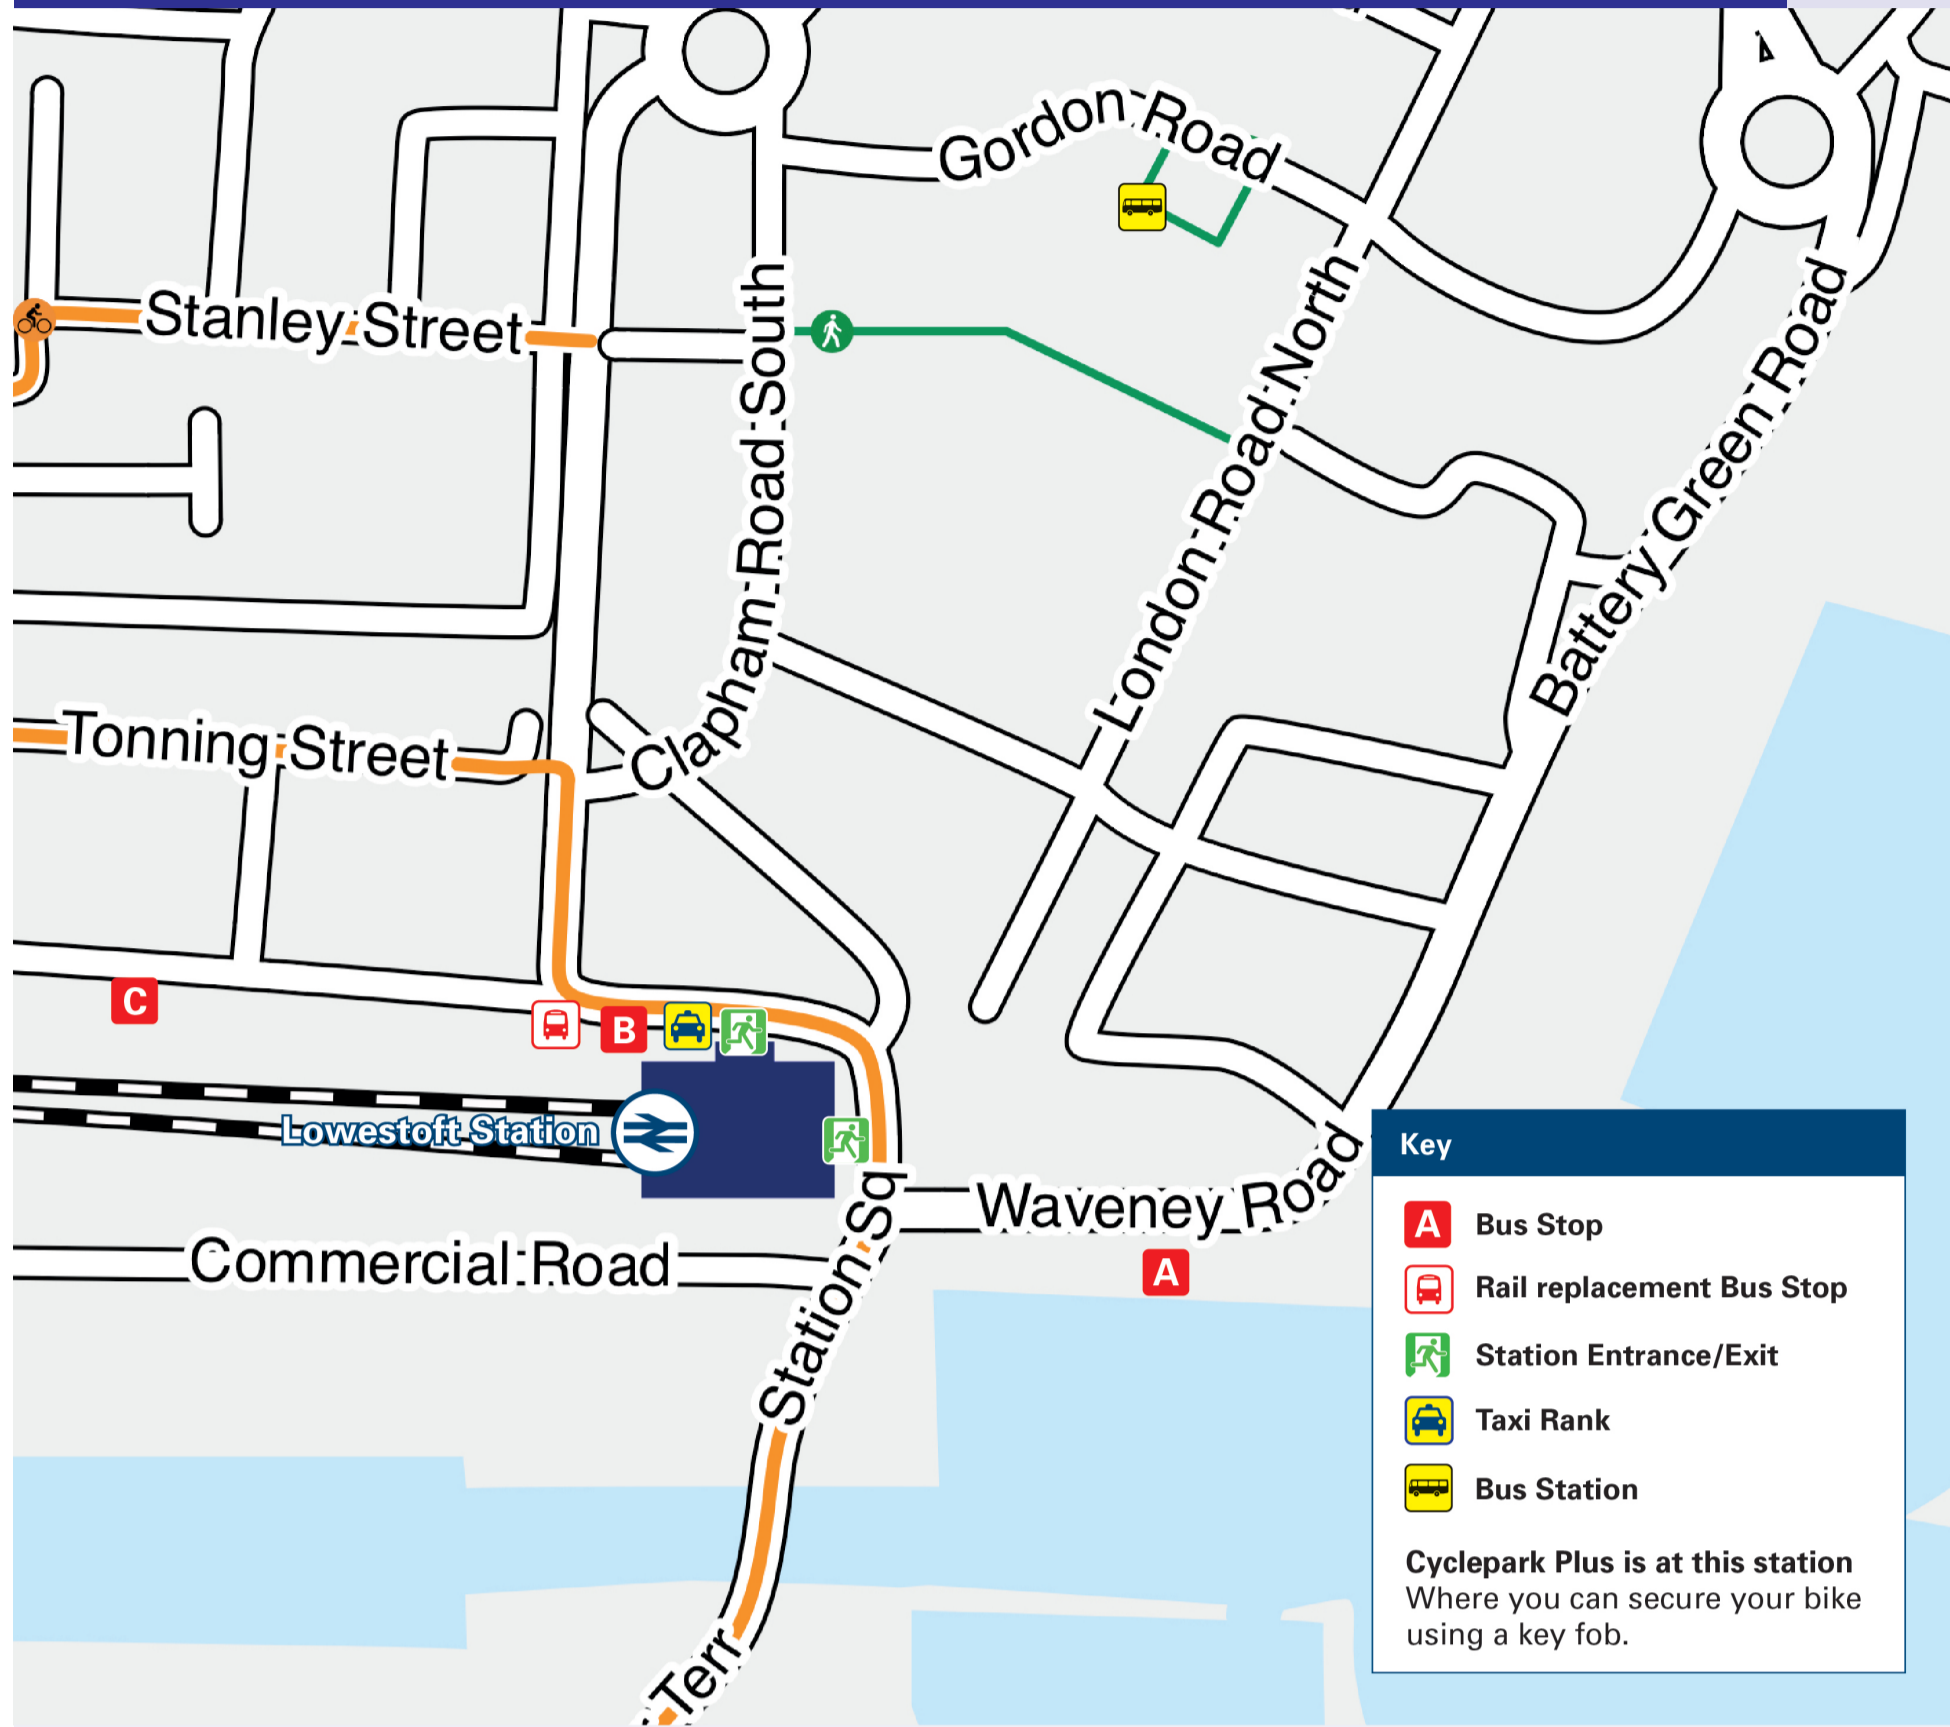 Gordon Road
Stanley Street
Clapham Road South
London Road North
Battery Green Road
Tonning Street
C
B
Lowestoft Station
Station Sq
Waveney Road
A
Commercial Road
Terr
Key
A Bus Stop
Rail replacement Bus Stop
Station Entrance/Exit
Taxi Rank
Bus Station
Cyclepark Plus is at this station
Where you can secure your bike
using a key fob.